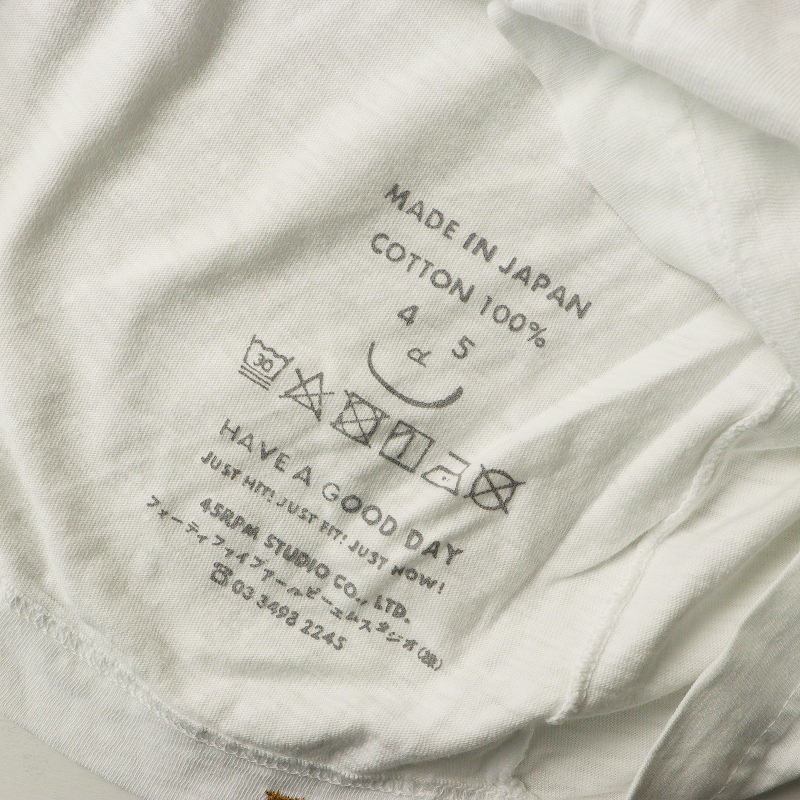 MADE IN JAPAN
COTTON 100%
4 5
α
30
HAVE A GOOD DAY
JUST HIT! JUST FIT! JUST NOW!
45RPM STUDIO CO., LTD.
フォーティファイブアールピーエムスタジオ(株)
☎03 3498 2245